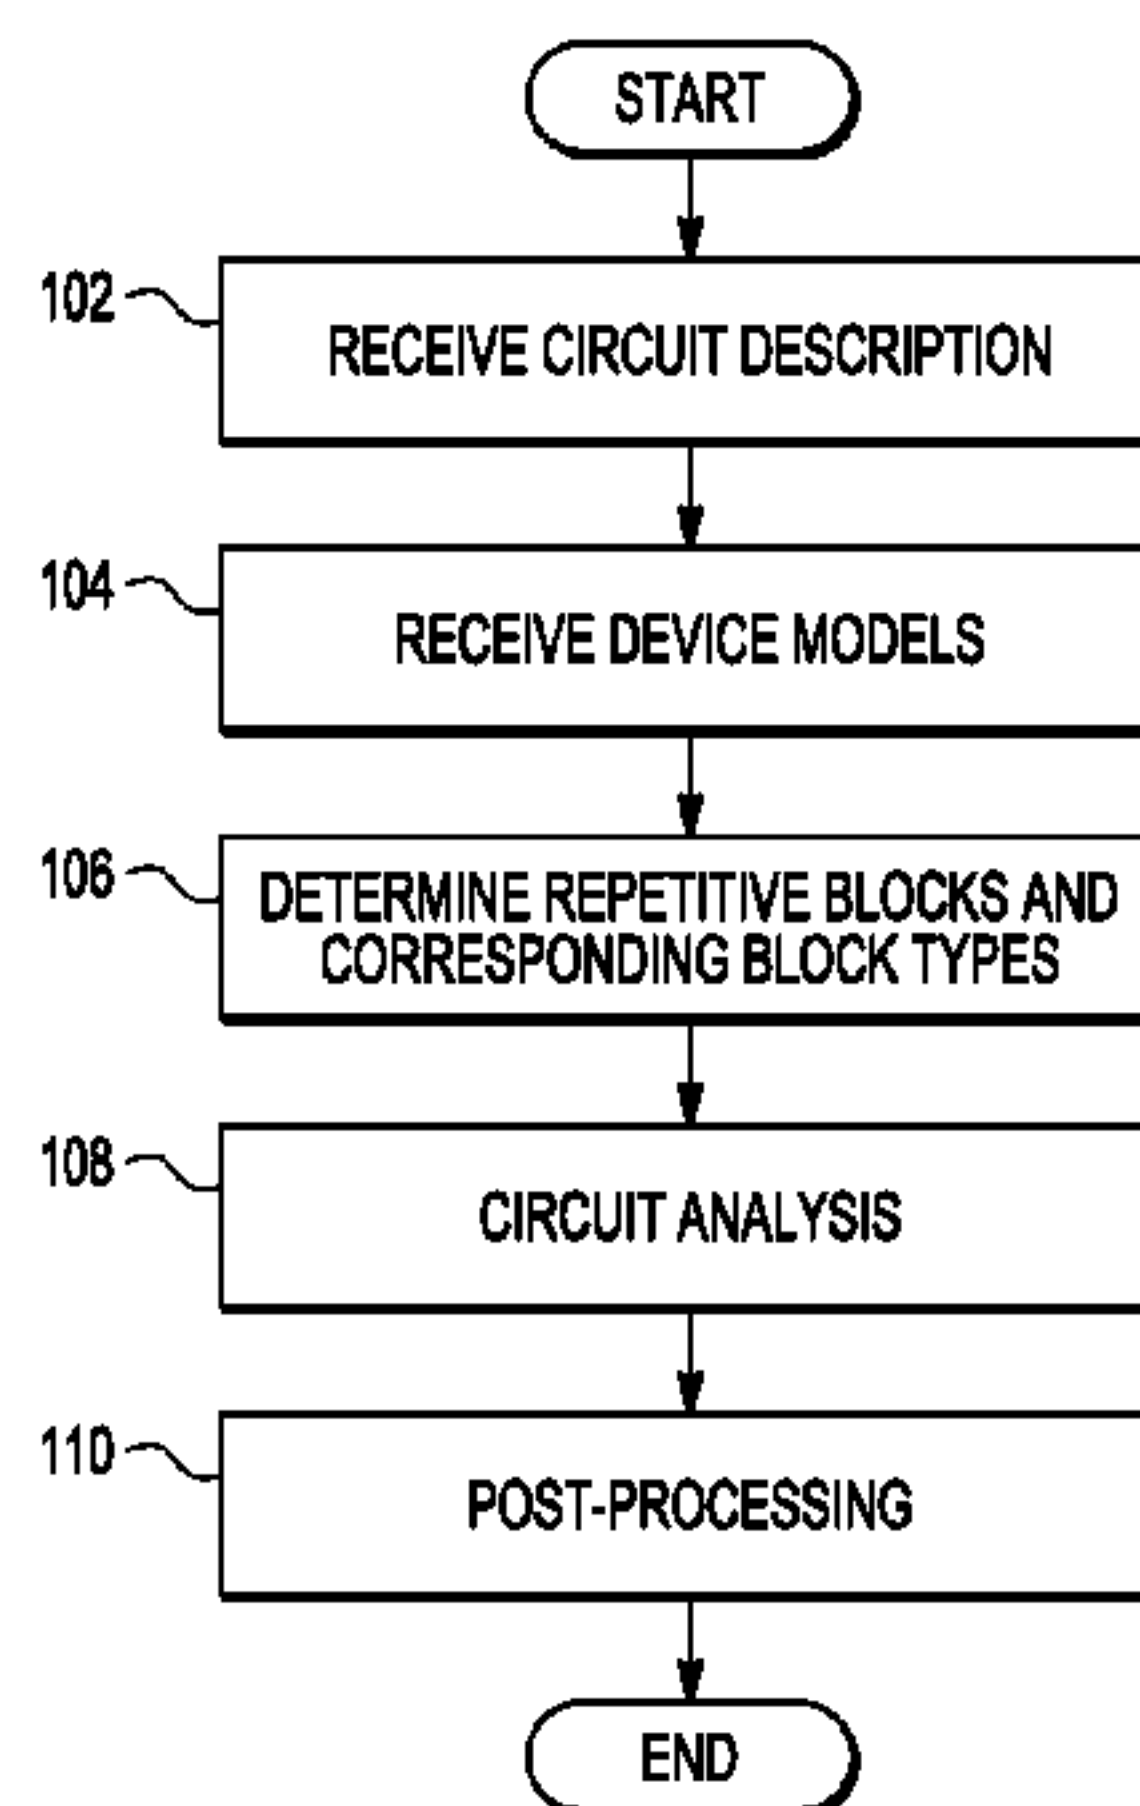 START
102
RECEIVE CIRCUIT DESCRIPTION
104
RECEIVE DEVICE MODELS
106
DETERMINE REPETITIVE BLOCKS AND
CORRESPONDING BLOCK TYPES
108
CIRCUIT ANALYSIS
110
POST-PROCESSING
END